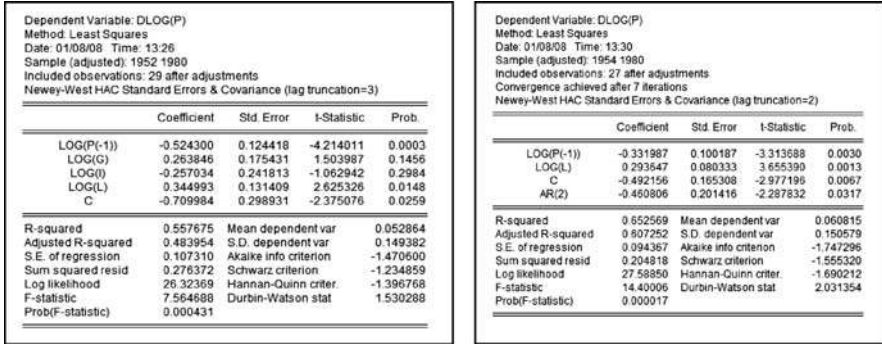 Dependent Variable: DLOG(P)
Method: Least Squares
Date: 01/08/08 Time: 13:26
Sample (adjusted): 1952 1980
Included observations: 29 after adjustments
Newey-West HAC Standard Errors & Covariance (lag truncation=3)
Coefficient Std. Error t-Statistic Prob.
LOG(P(-1)) -0.524300 0.124418 -4.214011 0.0003
LOG(G) 0.263846 0.175431 1.503987 0.1456
LOG(I) -0.257034 0.241813 -1.062942 0.2984
LOG(L) 0.344993 0.131409 2.625326 0.0148
C -0.709984 0.298931 -2.375076 0.0259
R-squared 0.557675 Mean dependent var 0.052864
Adjusted R-squared 0.483954 S.D. dependent var 0.149382
S.E. of regression 0.107310 Akaike info criterion -1.470600
Sum squared resid 0.276372 Schwarz criterion -1.234859
Log likelihood 26.32369 Hannan-Quinn criter. -1.396768
F-statistic 7.564688 Durbin-Watson stat 1.530288
Prob(F-statistic) 0.000431
Dependent Variable: DLOG(P)
Method: Least Squares
Date: 01/08/08 Time: 13:30
Sample (adjusted): 1954 1980
Included observations: 27 after adjustments
Convergence achieved after 7 iterations
Newey-West HAC Standard Errors & Covariance (lag truncation=2)
Coefficient Std. Error t-Statistic Prob.
LOG(P(-1)) -0.331987 0.100187 -3.313688 0.0030
LOG(L) 0.293647 0.080333 3.655390 0.0013
C -0.492156 0.165308 -2.977196 0.0067
AR(2) -0.460806 0.201416 -2.287832 0.0317
R-squared 0.652569 Mean dependent var 0.060815
Adjusted R-squared 0.607252 S.D. dependent var 0.150579
S.E. of regression 0.094367 Akaike info criterion -1.747296
Sum squared resid 0.204818 Schwarz criterion -1.555320
Log likelihood 27.58850 Hannan-Quinn criter. -1.690212
F-statistic 14.40006 Durbin-Watson stat 2.031354
Prob(F-statistic) 0.000017